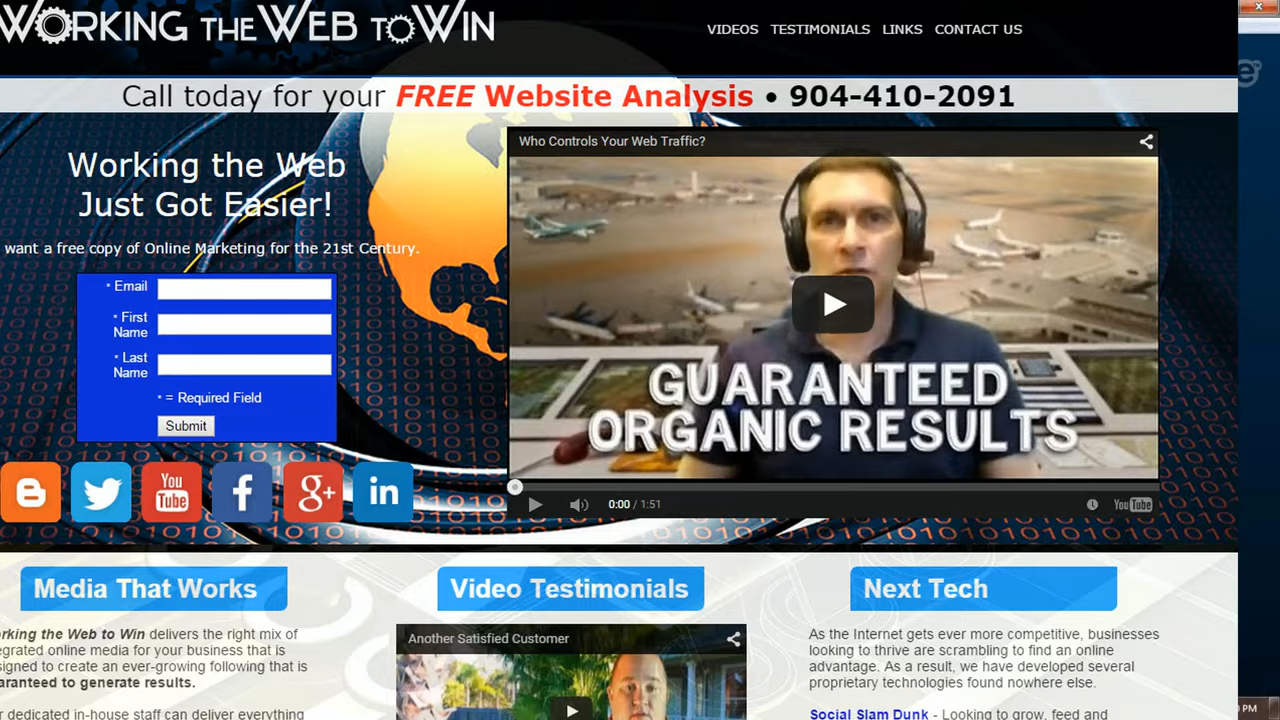 WORKING THE WEB TO WIN
VIDEOS TESTIMONIALS LINKS CONTACT US
Call today for your FREE Website Analysis • 904-410-2091
Working the Web
Just Got Easier!
want a free copy of Online Marketing for the 21st Century.
* Email
* First
Name
* Last
Name
* = Required Field
Submit
You
Tube
g+
in
Who Controls Your Web Traffic?
GUARANTEED
ORGANIC RESULTS
0:00 / 1:51
YouTube
Media That Works
rking the Web to Win delivers the right mix of
egrated online media for your business that is
signed to create an ever-growing following that is
aranteed to generate results.
r dedicated in-house staff can deliver everything
Video Testimonials
Another Satisfied Customer
Next Tech
As the Internet gets ever more competitive, businesses
looking to thrive are scrambling to find an online
advantage. As a result, we have developed several
proprietary technologies found nowhere else.
Social Slam Dunk - Looking to grow, feed and
PM